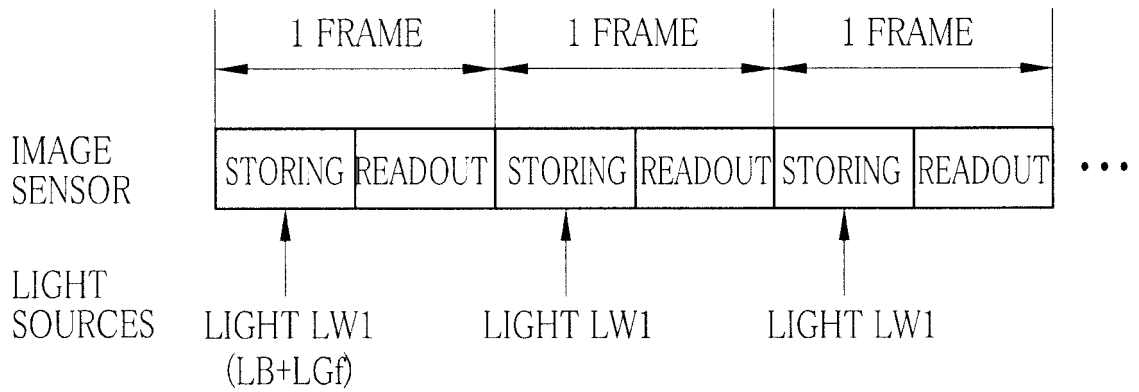 1 FRAME 1 FRAME 1 FRAME
IMAGE SENSOR
STORING READOUT STORING READOUT STORING READOUT ...
LIGHT SOURCES
LIGHT LW1 (LB+LGf)
LIGHT LW1
LIGHT LW1